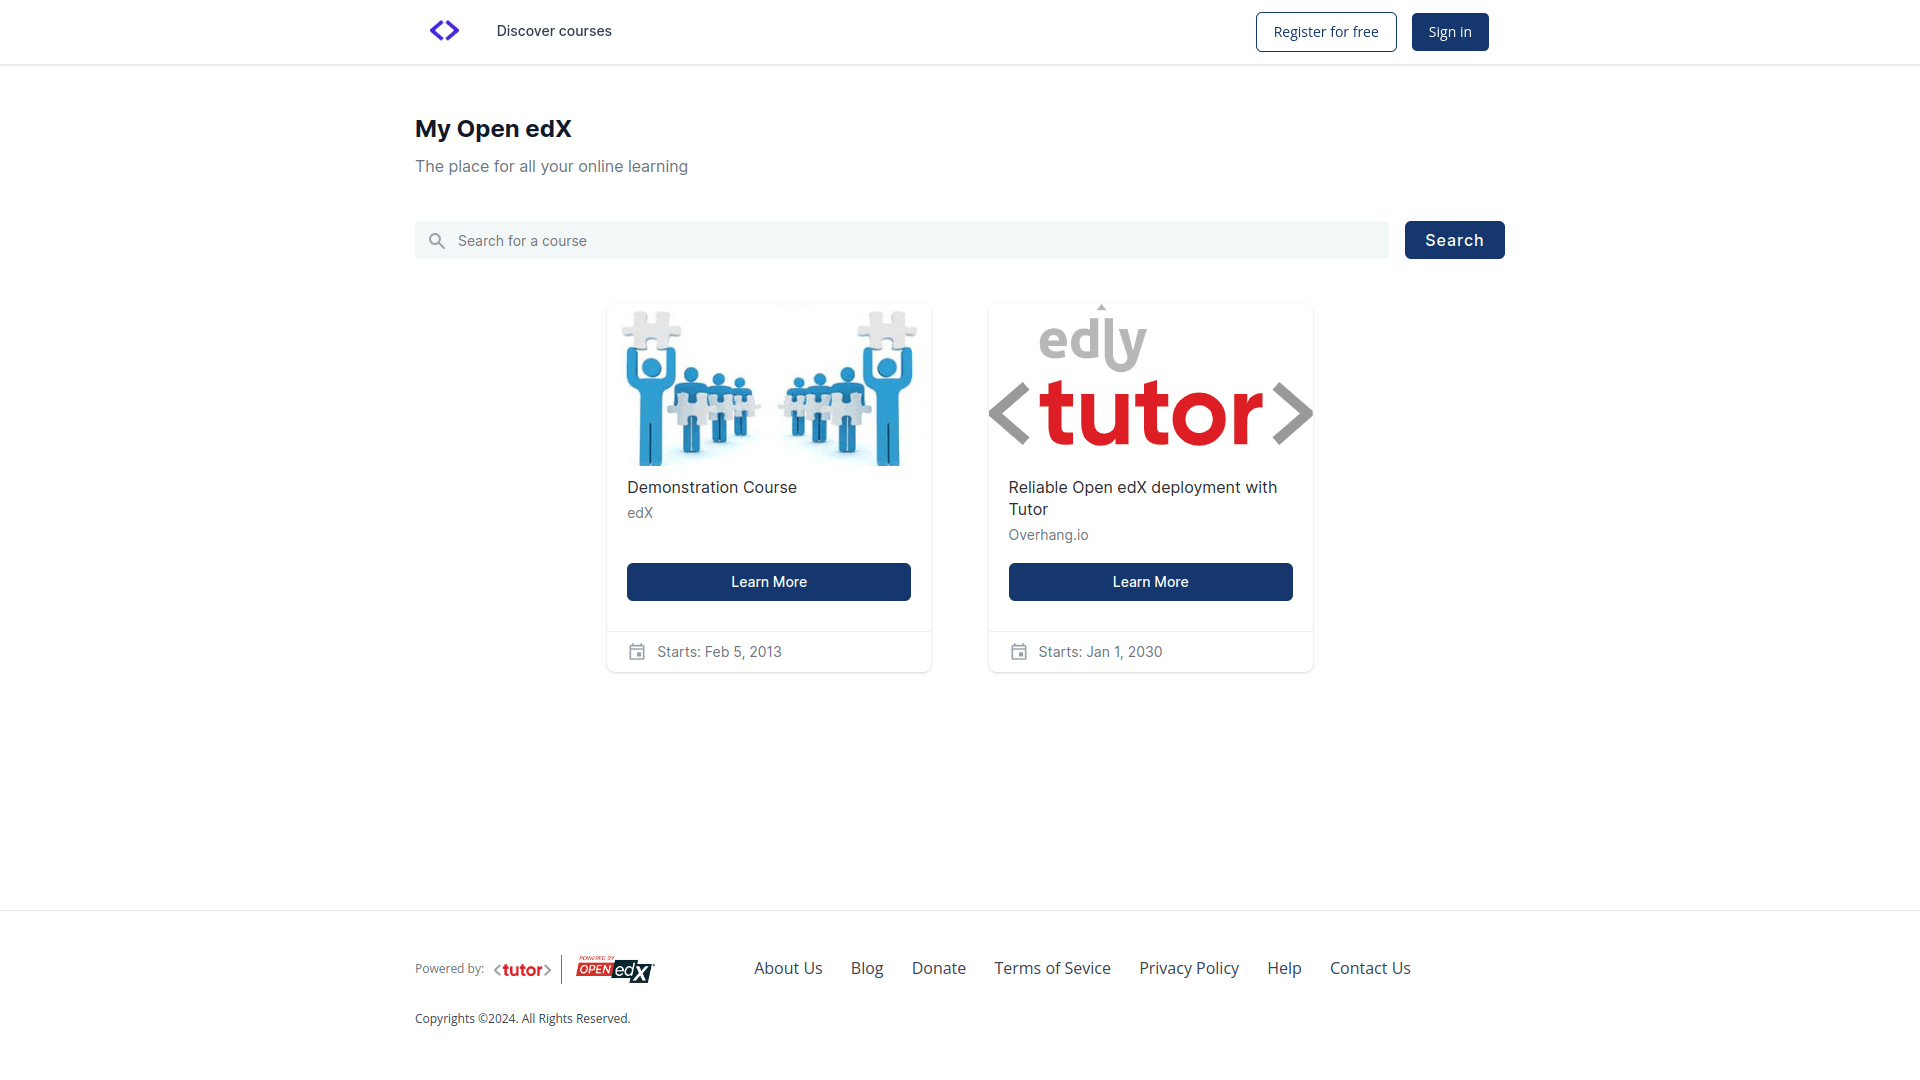 Discover courses
Register for free
Sign in
My Open edX
The place for all your online learning
Search for a course
Search
edly
<tutor>
Demonstration Course
edX
Reliable Open edX deployment with
Tutor
Overhang.io
Learn More
Learn More
Starts: Feb 5, 2013
Starts: Jan 1, 2030
Powered by: <tutor> POWERED BY OPEN edX
About Us
Blog
Donate
Terms of Sevice
Privacy Policy
Help
Contact Us
Copyrights ©2024. All Rights Reserved.